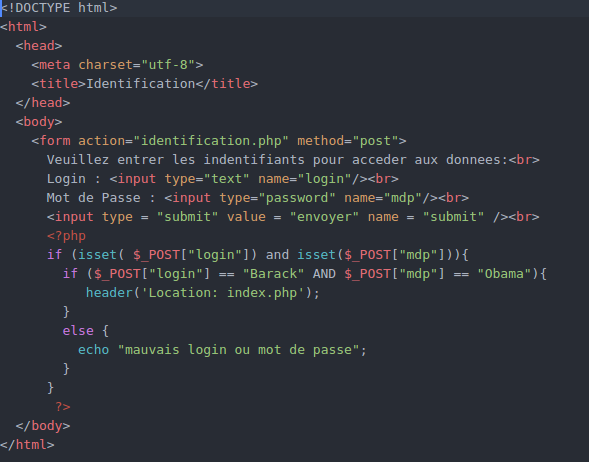 <!DOCTYPE html>
<html>
  <head>
    <meta charset="utf-8">
    <title>Identification</title>
  </head>
  <body>
    <form action="identification.php" method="post">
      Veuillez entrer les indentifiants pour acceder aux donnees:<br>
      Login : <input type="text" name="login"/><br>
      Mot de Passe : <input type="password" name="mdp"/><br>
      <input type = "submit" value = "envoyer" name = "submit" /><br>
      <?php
      if (isset( $_POST["login"]) and isset($_POST["mdp"])){
        if ($_POST["login"] == "Barack" AND $_POST["mdp"] == "Obama"){
           header('Location: index.php');
        }
        else {
          echo "mauvais login ou mot de passe";
        }
      }
       ?>
  </body>
</html>